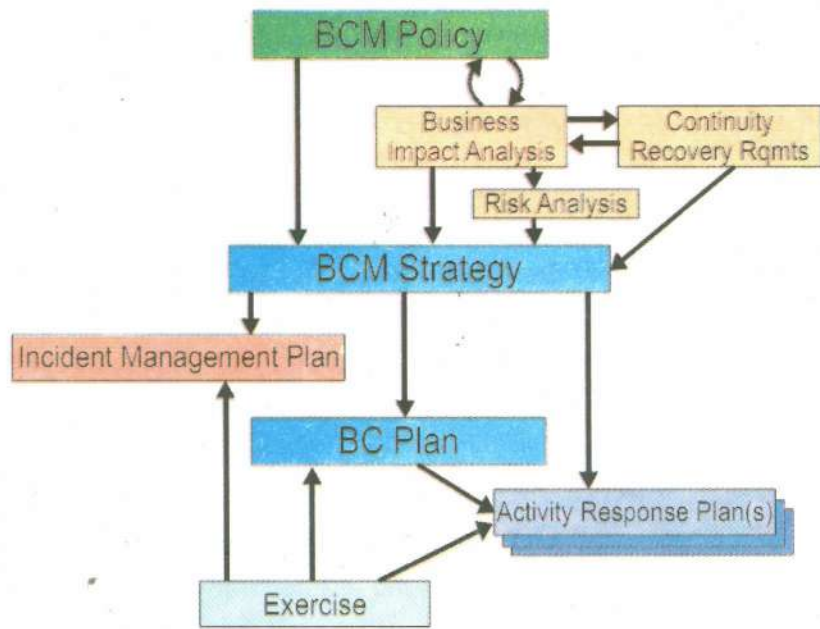 BCM Policy
Business
Impact Analysis
Continuity
Recovery Rqmts
Risk Analysis
BCM Strategy
Incident Management Plan
BC Plan
Activity Response Plan(s)
Exercise